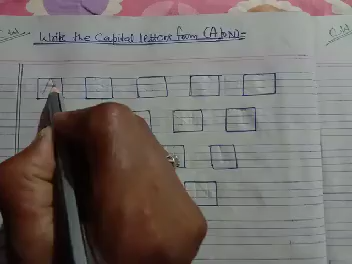 C.W.
Write the Capital letters from (A to N)=
C.W
A